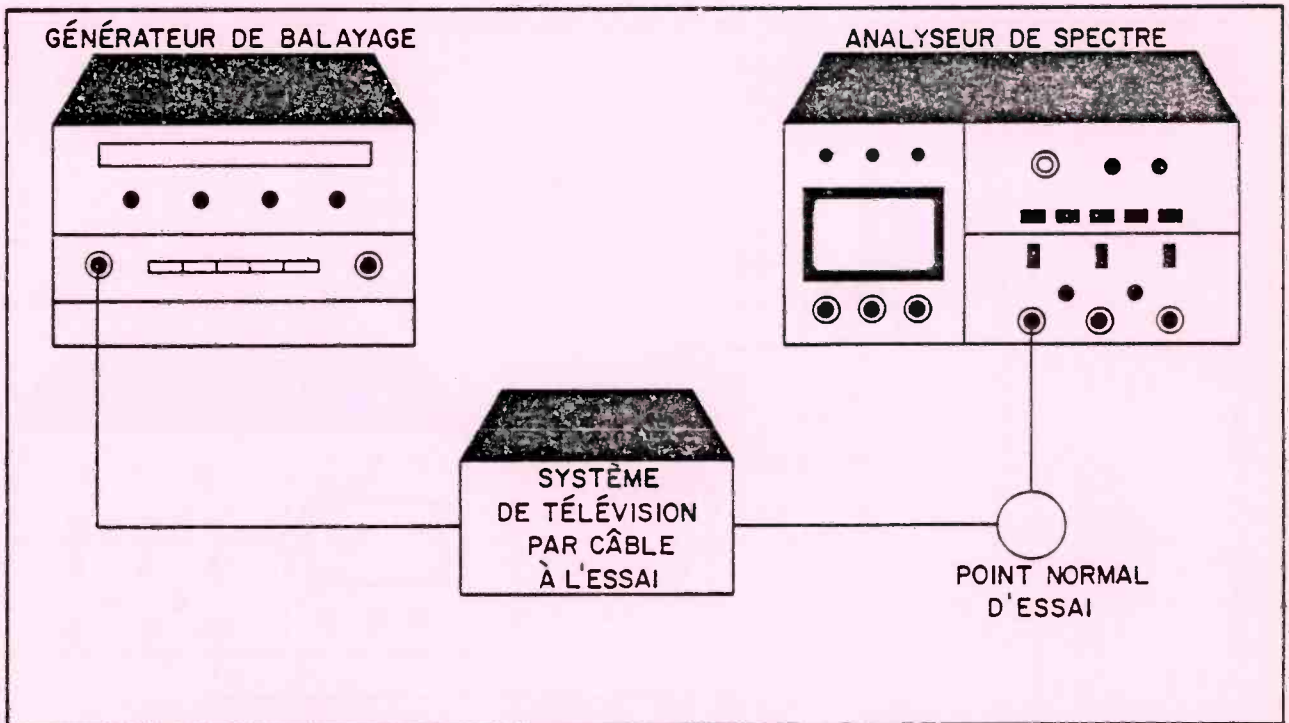 GÉNÉRATEUR DE BALAYAGE
ANALYSEUR DE SPECTRE
SYSTÈME
DE TÉLÉVISION
PAR CÂBLE
À L'ESSAI
POINT NORMAL
D'ESSAI